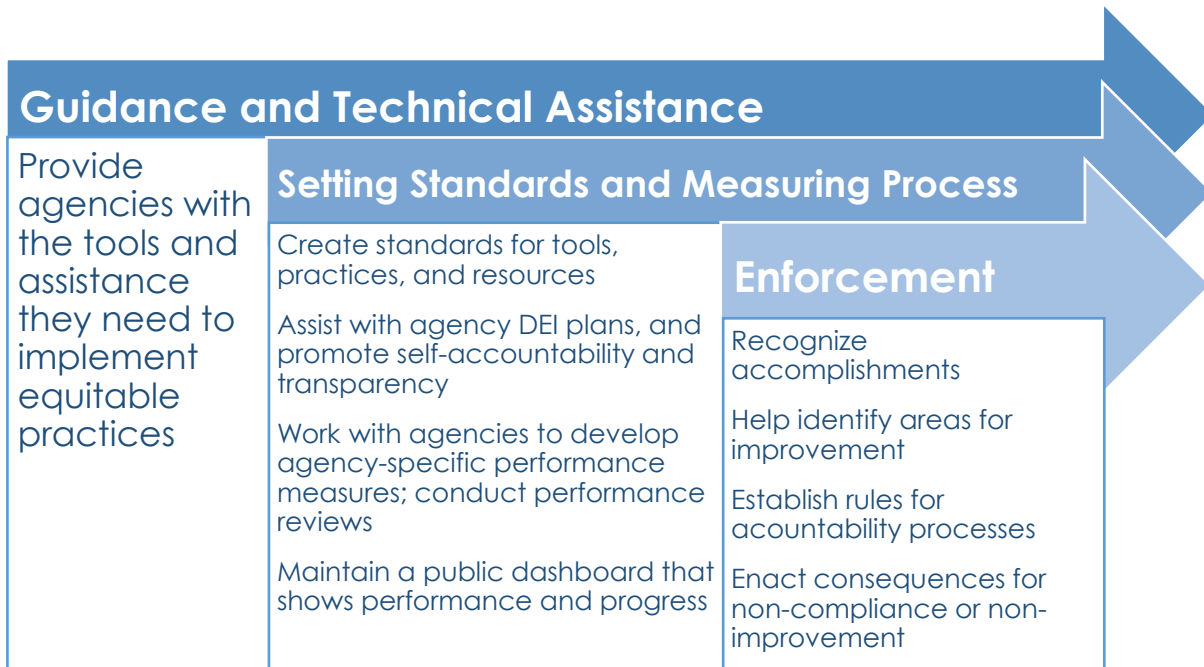 Guidance and Technical Assistance
Provide
agencies with
the tools and
assistance
they need to
implement
equitable
practices
Setting Standards and Measuring Process
Create standards for tools,
practices, and resources
Assist with agency DEI plans, and
promote self-accountability and
transparency
Work with agencies to develop
agency-specific performance
measures; conduct performance
reviews
Maintain a public dashboard that
shows performance and progress
Enforcement
Recognize
accomplishments
Help identify areas for
improvement
Establish rules for
acountability processes
Enact consequences for
non-compliance or non-
improvement